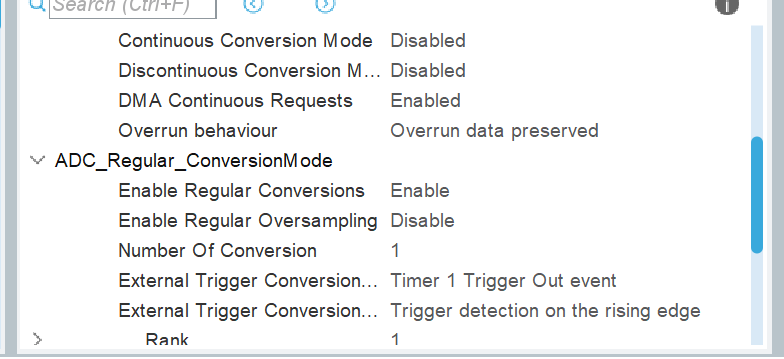 Search (Ctrl+F)
Continuous Conversion Mode Disabled
Discontinuous Conversion M... Disabled
DMA Continuous Requests Enabled
Overrun behaviour Overrun data preserved
ADC_Regular_ConversionMode
Enable Regular Conversions Enable
Enable Regular Oversampling Disable
Number Of Conversion 1
External Trigger Conversion... Timer 1 Trigger Out event
External Trigger Conversion... Trigger detection on the rising edge
Rank 1